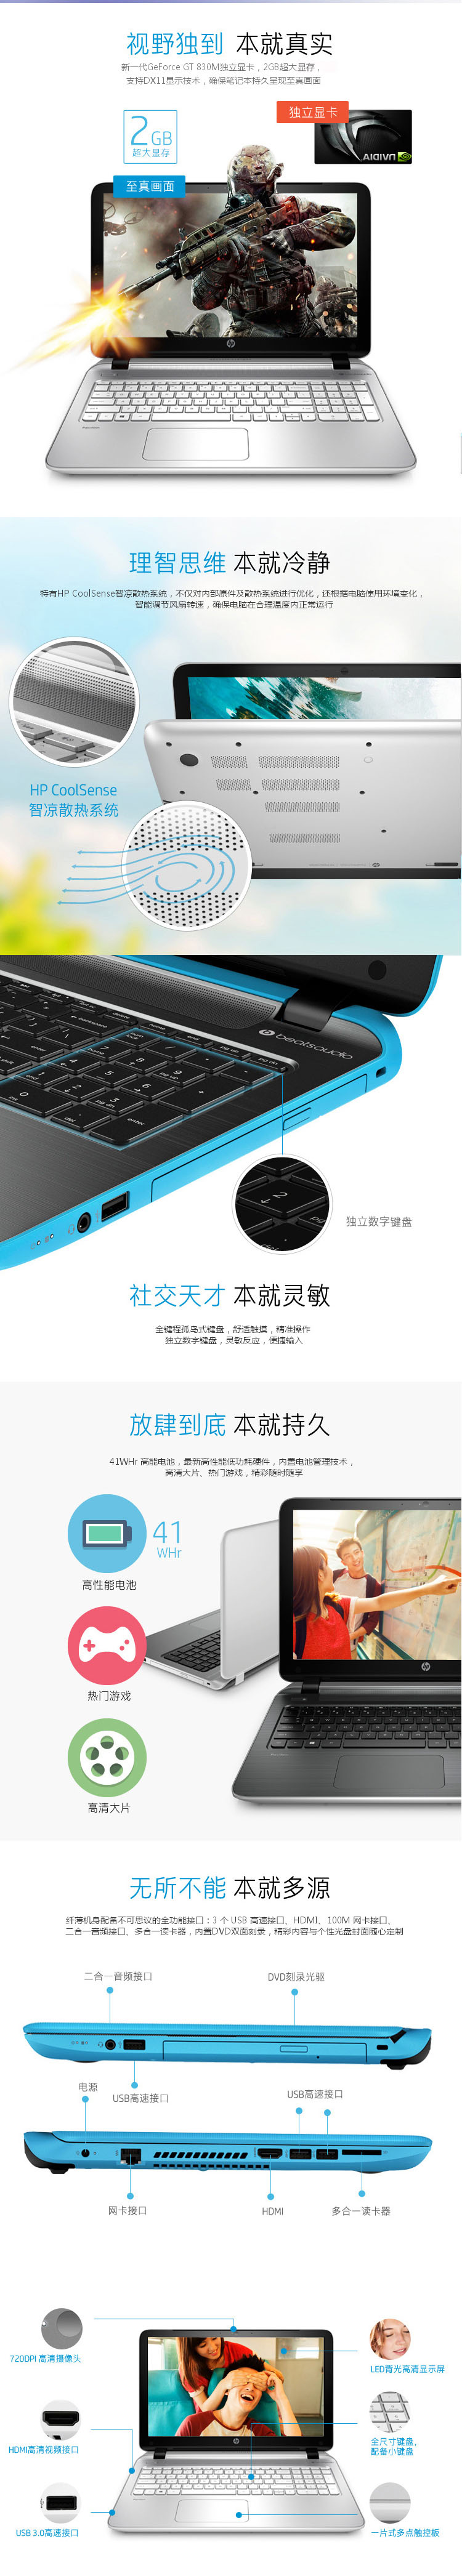 视野独到 本就真实
新一代GeForce GT 830M独立显卡，2GB超大显存，
支持DX11显示技术，确保笔记本持久呈现至真画面
独立显卡
2GB
超大显存
NVIDIA
至真画面
hp
理智思维 本就冷静
特有HP CoolSense智凉散热系统，不仅对内部原件及散热系统进行优化，还根据电脑使用环境变化，
智能调节风扇转速，确保电脑在合理温度内正常运行
HP CoolSense
智凉散热系统
beatsaudio
独立数字键盘
社交天才 本就灵敏
全键程孤岛式键盘，舒适触摸，精准操作
独立数字键盘，灵敏反应，便捷输入
放肆到底 本就持久
41WHr 高能电池，最新高性能低功耗硬件，内置电池管理技术，
高清大片、热门游戏，精彩随时随享
41
WHr
高性能电池
热门游戏
hp
高清大片
无所不能 本就多源
纤薄机身配备不可思议的全功能接口：3 个 USB 高速接口、HDMI、100M 网卡接口、
二合一音频接口、多合一读卡器，内置DVD双面刻录，精彩内容与个性光盘封面随心定制
二合一音频接口
DVD刻录光驱
电源
USB高速接口
USB高速接口
网卡接口
HDMI
多合一读卡器
720DPI 高清摄像头
LED背光高清显示屏
HDMI高清视频接口
全尺寸键盘，
配备小键盘
USB 3.0高速接口
一片式多点触控板